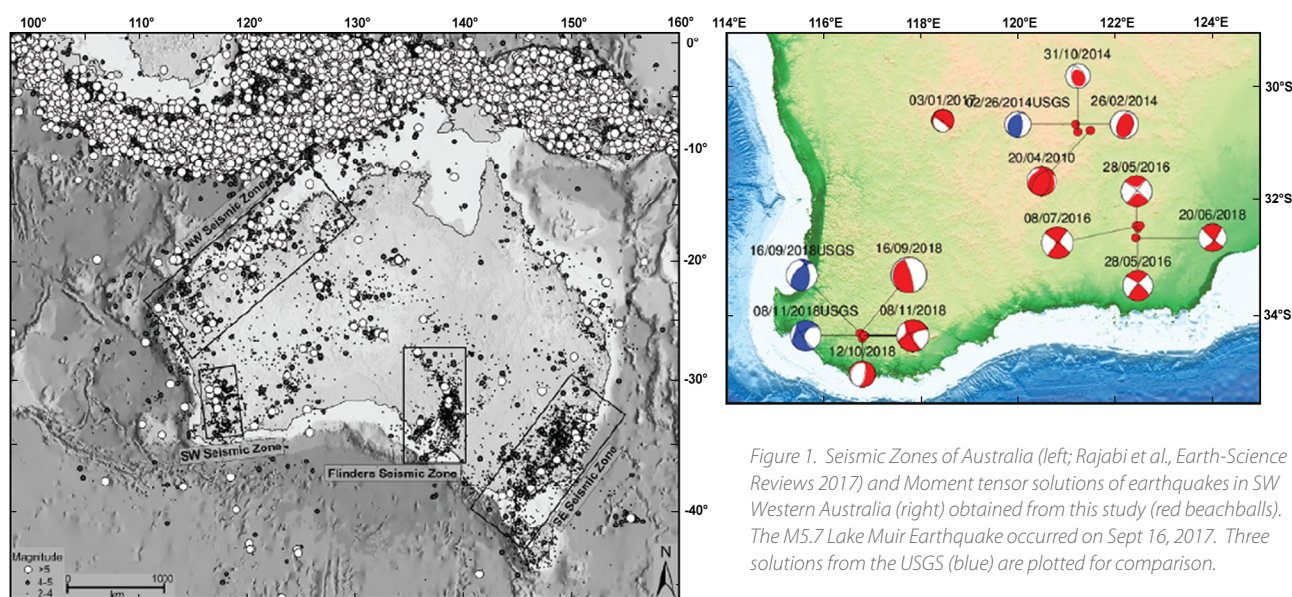 100° 110° 120° 130° 140° 150° 160°
0°
-10°
-20°
-30°
-40°
NW Seismic Zone
SW Seismic Zone
Flinders Seismic Zone
SE Seismic Zone
Magnitude
>5
4-5
2-4
0 1000
km
N
114°E 116°E 118°E 120°E 122°E 124°E
30°S
32°S
34°S
31/10/2014
03/01/2017
02/26/2014USGS
26/02/2014
20/04/2010
28/05/2016
08/07/2016
20/06/2018
28/05/2016
16/09/2018USGS
16/09/2018
08/11/2018USGS
08/11/2018
12/10/2018
Figure 1. Seismic Zones of Australia (left; Rajabi et al., Earth-Science
Reviews 2017) and Moment tensor solutions of earthquakes in SW
Western Australia (right) obtained from this study (red beachballs).
The M5.7 Lake Muir Earthquake occurred on Sept 16, 2017. Three
solutions from the USGS (blue) are plotted for comparison.